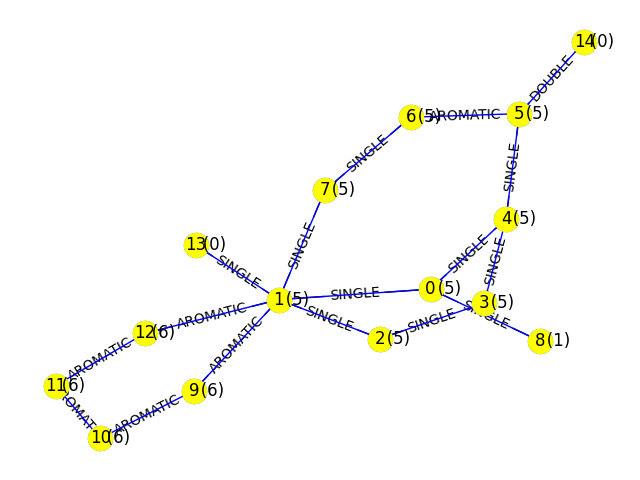 14(0)
DOUBLE
6(5)
AROMATIC
5(5)
SINGLE
SINGLE
7(5)
4(5)
13(0)
SINGLE
SINGLE
SINGLE
SINGLE
0(5)
SINGLE
1(5)
3(5)
AROMATIC
SINGLE
SINGLE
SINGLE
12(6)
2(5)
8(1)
AROMATIC
AROMATIC
11(6)
9(6)
AROMATIC
10(6)